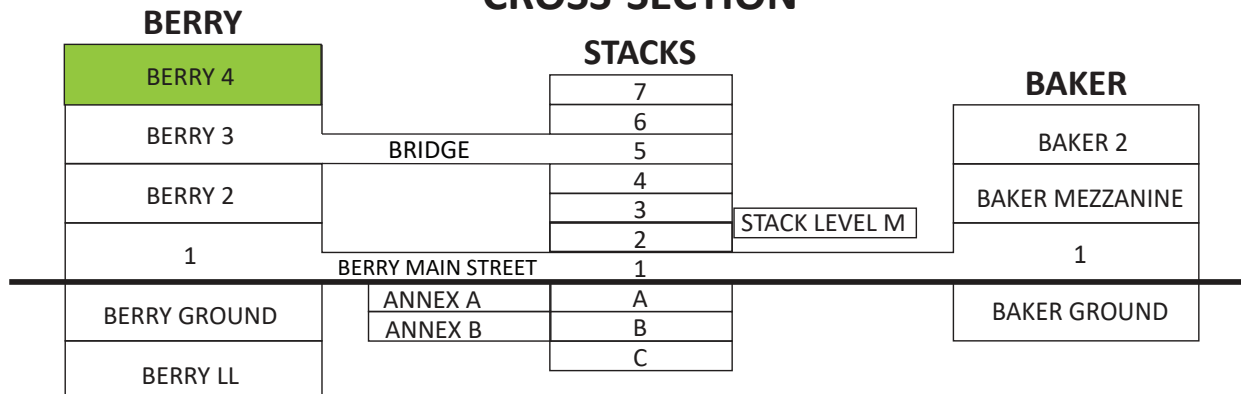 CROSS-SECTION
BERRY
BERRY 4
BERRY 3
BERRY 2
1
BERRY GROUND
BERRY LL
BRIDGE
BERRY MAIN STREET
ANNEX A
ANNEX B
STACKS
7
6
5
4
3
2
1
A
B
C
STACK LEVEL M
BAKER
BAKER 2
BAKER MEZZANINE
1
BAKER GROUND